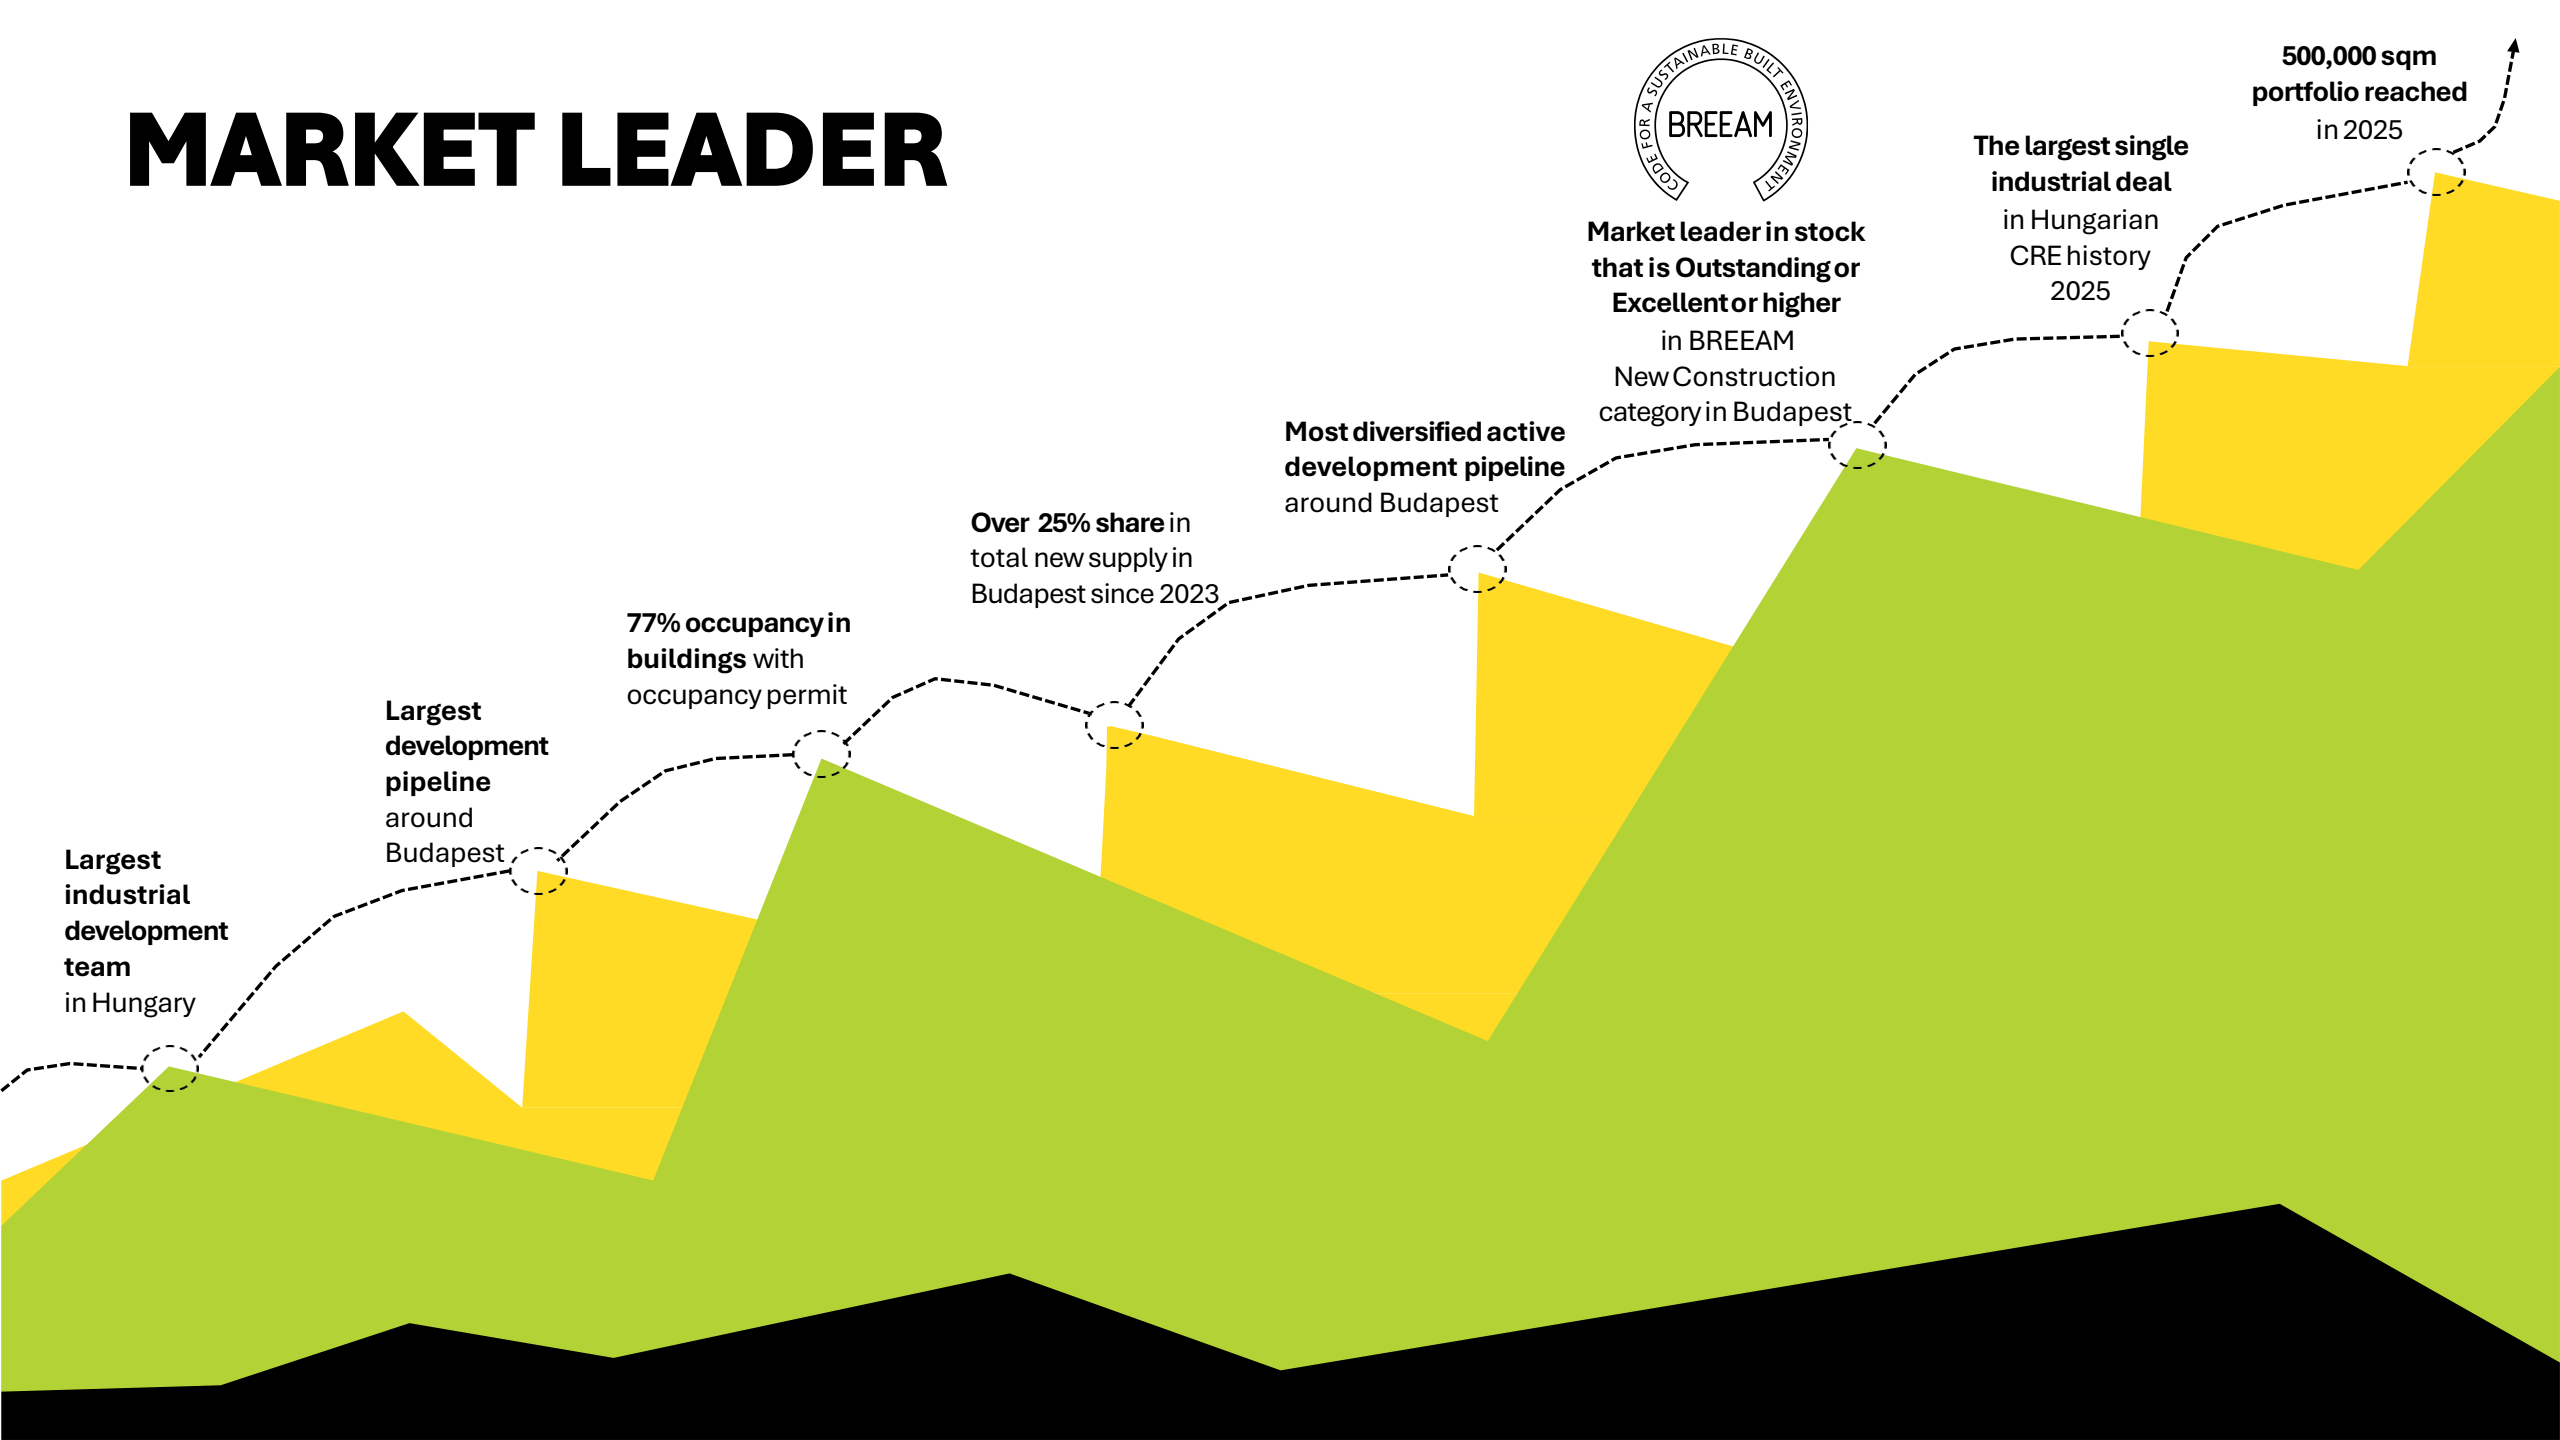 MARKET LEADER
Largest
industrial
development
team
in Hungary
Largest
development
pipeline
around
Budapest
77% occupancy in
buildings with
occupancy permit
Over 25% share in
total new supply in
Budapest since 2023
Most diversified active
development pipeline
around Budapest
CODE FOR A SUSTAINABLE BUILT ENVIRONMENT
BREEAM
Market leader in stock
that is Outstanding or
Excellent or higher
in BREEAM
New Construction
category in Budapest
The largest single
industrial deal
in Hungarian
CRE history
2025
500,000 sqm
portfolio reached
in 2025